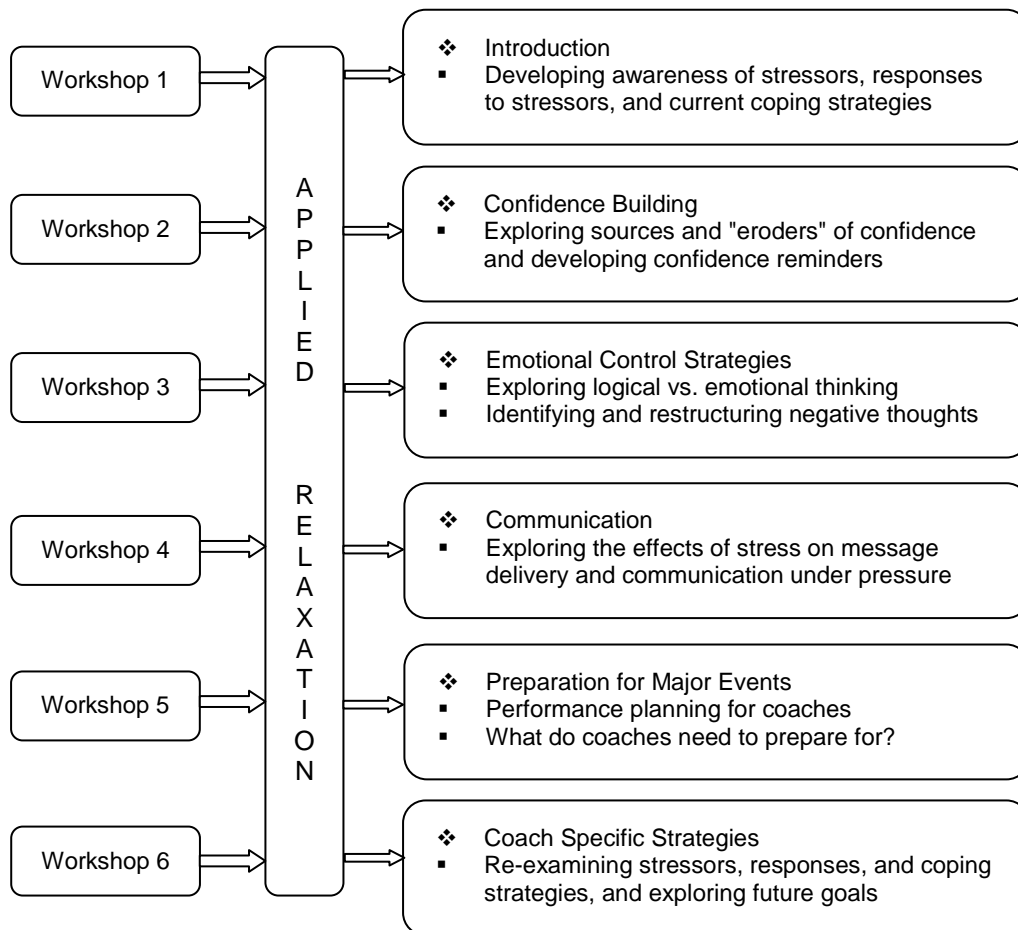 Workshop 1
❖ Introduction
▪ Developing awareness of stressors, responses
to stressors, and current coping strategies
Workshop 2
❖ Confidence Building
▪ Exploring sources and "eroders" of confidence
and developing confidence reminders
Workshop 3
❖ Emotional Control Strategies
▪ Exploring logical vs. emotional thinking
▪ Identifying and restructuring negative thoughts
Workshop 4
❖ Communication
▪ Exploring the effects of stress on message
delivery and communication under pressure
Workshop 5
❖ Preparation for Major Events
▪ Performance planning for coaches
▪ What do coaches need to prepare for?
Workshop 6
❖ Coach Specific Strategies
▪ Re-examining stressors, responses, and coping
strategies, and exploring future goals
APPLIED
RELAXATION